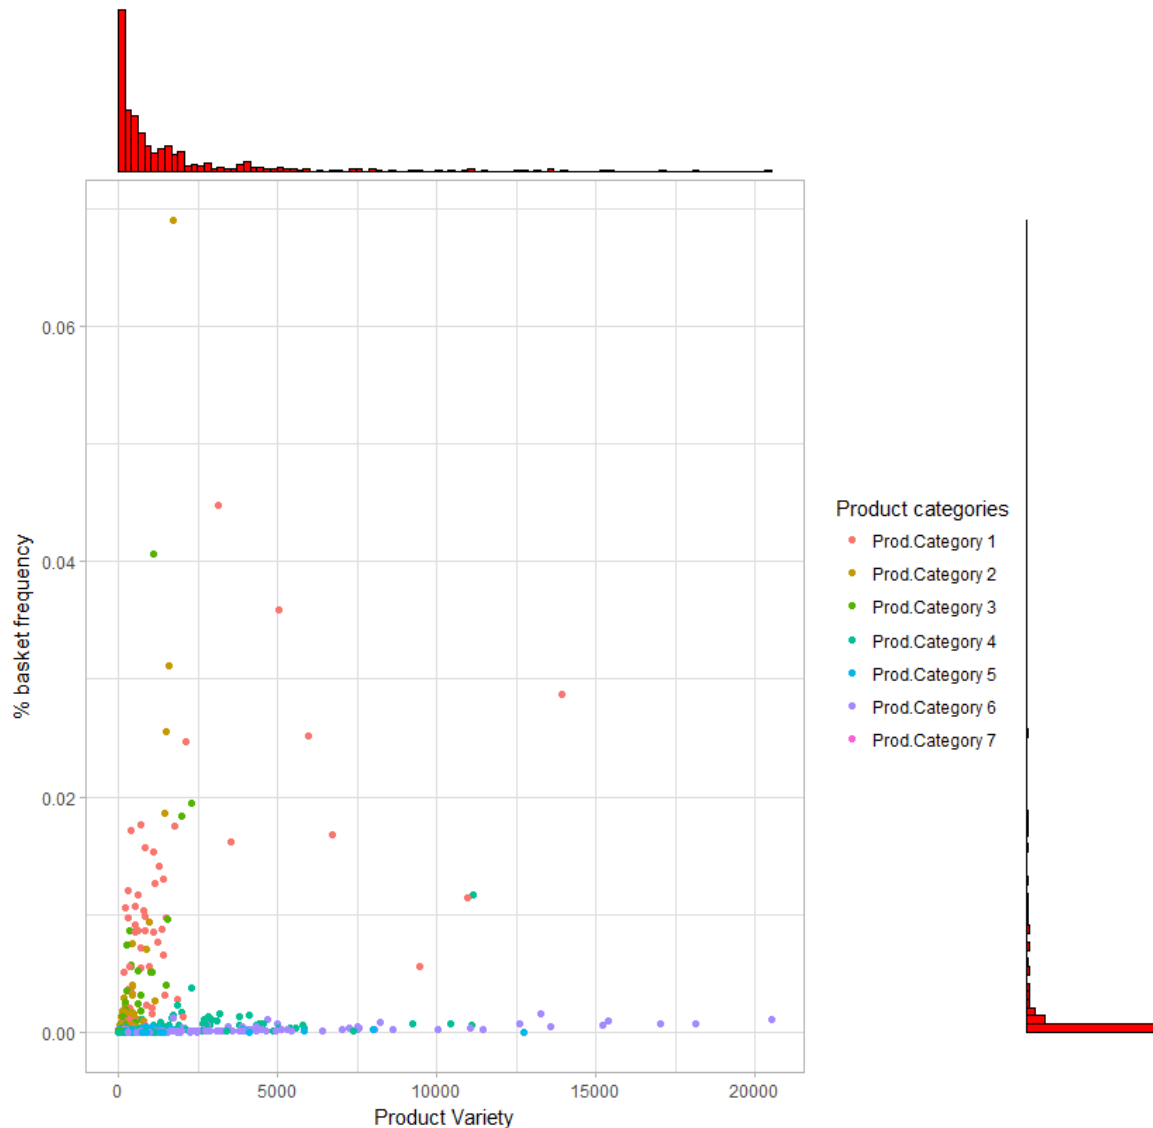 0.06
0.04
0.02
0.00
% basket frequency
0 5000 10000 15000 20000
Product Variety
Product categories
Prod.Category 1
Prod.Category 2
Prod.Category 3
Prod.Category 4
Prod.Category 5
Prod.Category 6
Prod.Category 7